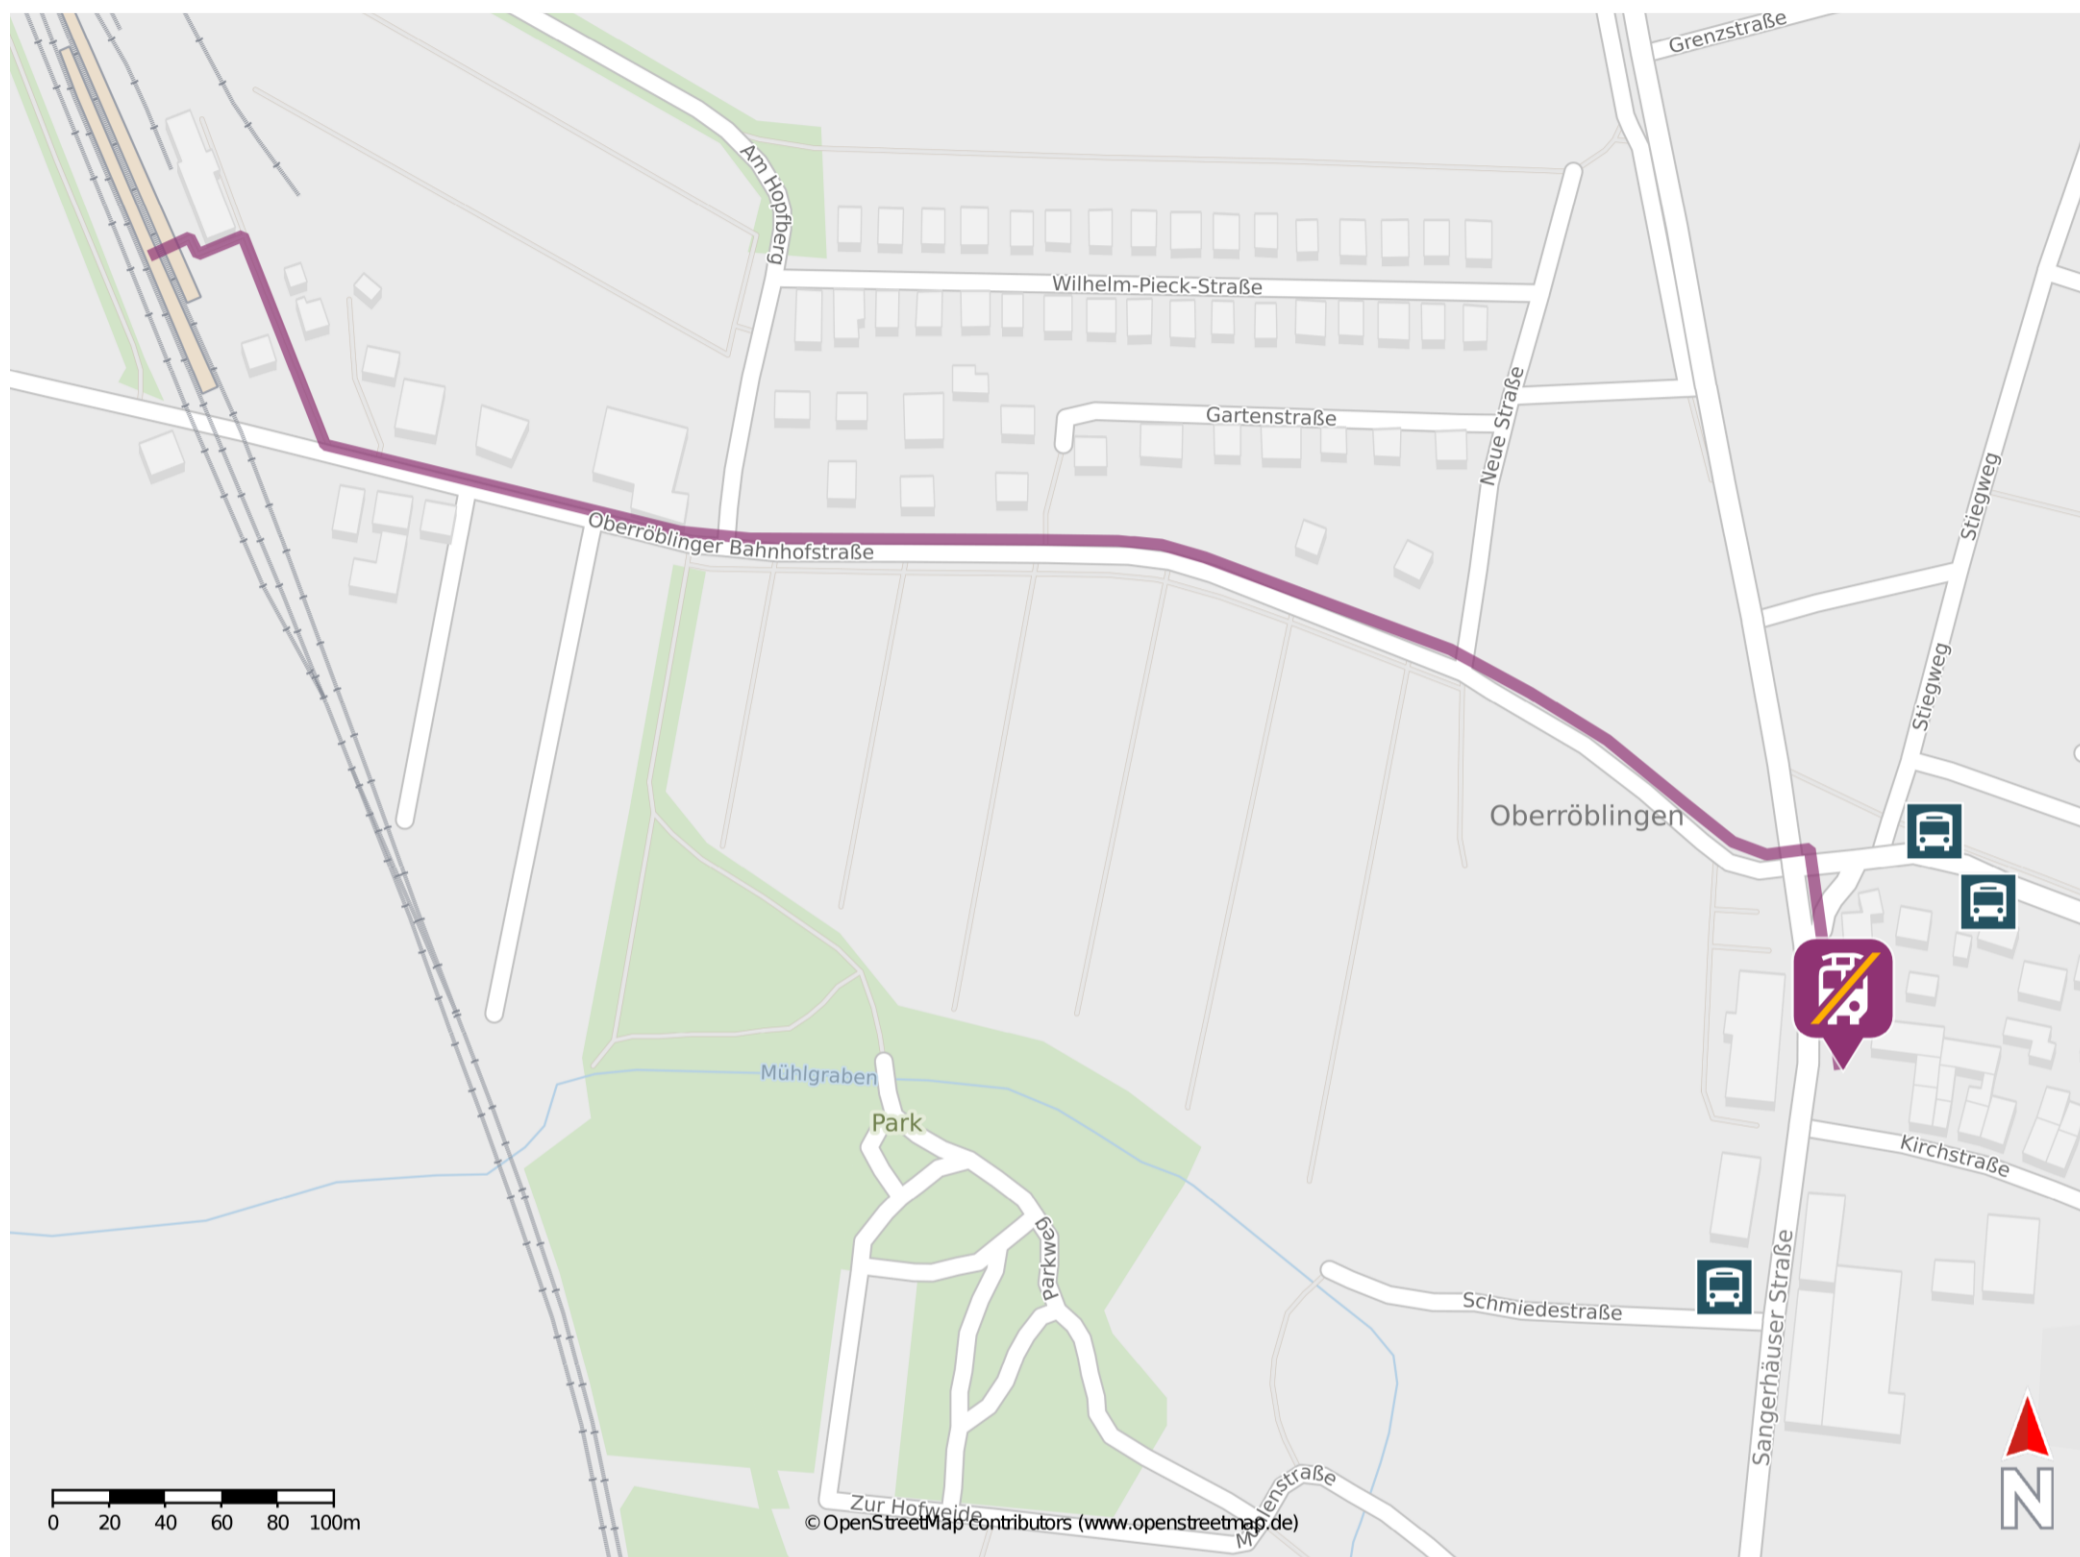 Grenzstraße
Am Hopfberg
Wilhelm-Pieck-Straße
Neue Straße
Gartenstraße
Stiegweg
Oberröblinger Bahnhofstraße
Stiegweg
Oberröblingen
Mühlgraben
Park
Kirchstraße
Parkweg
Schmiedestraße
Sangerhäuser Straße
Zur Hofweide
0 20 40 60 80 100m
© OpenStreetMap contributors (www.openstreetmap.de)
N